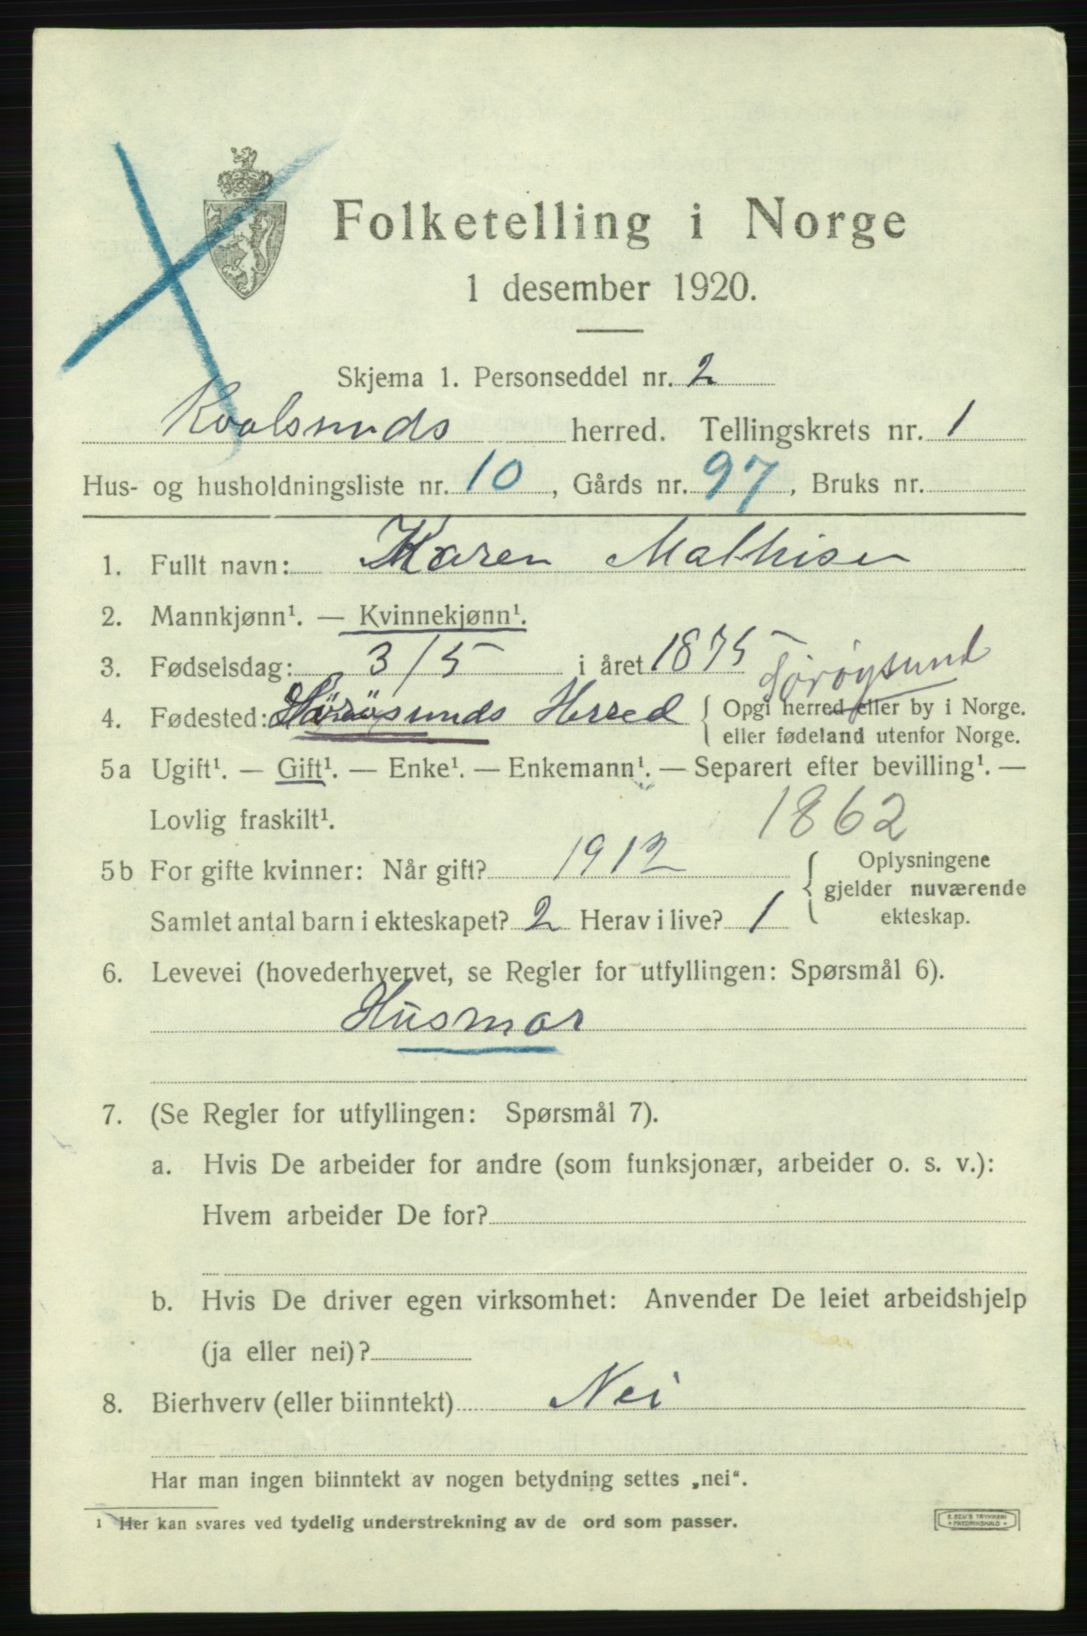 Folketelling i Norge
1 desember 1920.
Skjema 1. Personseddel nr. 2
Kvalsunds herred. Tellingskrets nr. 1
Hus- og husholdningsliste nr. 10, Gårds nr. 97, Bruks nr.
1. Fullt navn: Karen Mathisen
2. Mannkjønn¹. — Kvinnekjønn¹.
3. Fødselsdag: 3/5 i året 1875
Sørøysund
4. Fødested: Sørøsunds Herred { Opgi herred eller by i Norge.
eller fødeland utenfor Norge.
5a Ugift¹. — Gift¹. — Enke¹. — Enkemann¹. — Separert efter bevilling¹. —
Lovlig fraskilt¹.
1862
5b For gifte kvinner: Når gift? 1912 { Oplysningene
gjelder nuværende
Samlet antal barn i ekteskapet? 2 Herav i live? 1 ekteskap.
6. Levevei (hovederhvervet, se Regler for utfyllingen: Spørsmål 6).
Husmor
7. (Se Regler for utfyllingen: Spørsmål 7).
a. Hvis De arbeider for andre (som funksjonær, arbeider o. s. v.):
Hvem arbeider De for?
b. Hvis De driver egen virksomhet: Anvender De leiet arbeidshjelp
(ja eller nei)?
8. Bierhverv (eller biinntekt) Nei
Har man ingen biinntekt av nogen betydning settes „nei“.
¹ Her kan svares ved tydelig understrekning av de ord som passer.